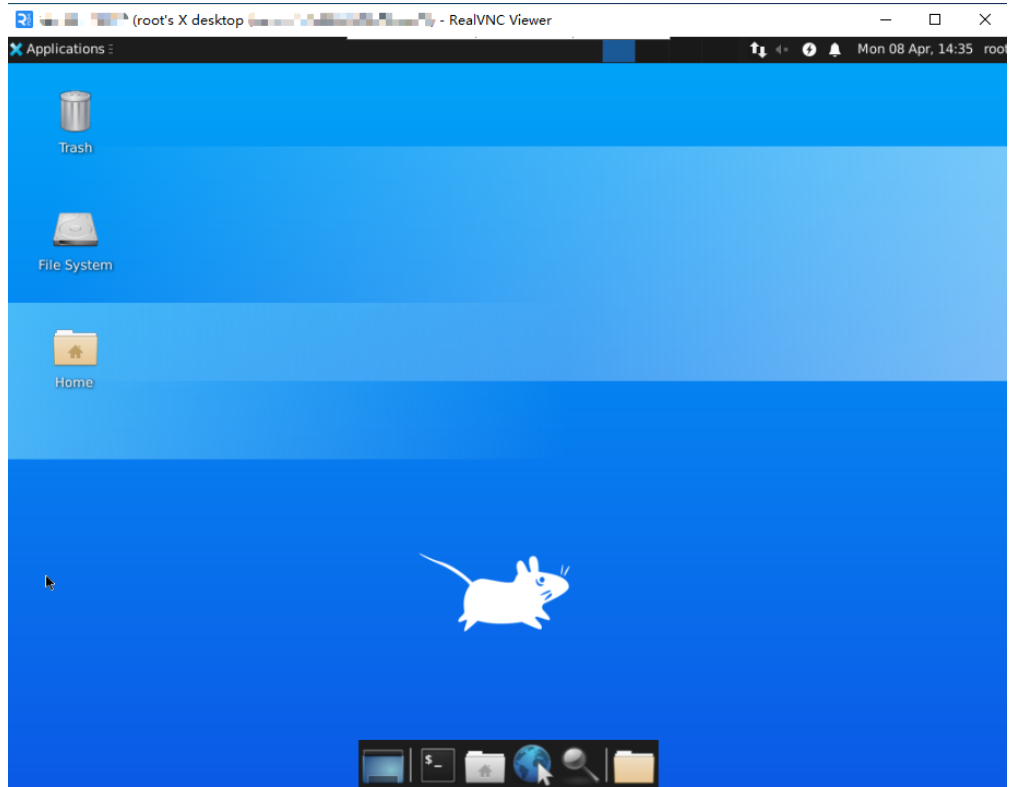 (root's X desktop - RealVNC Viewer
Applications
Mon 08 Apr, 14:35 root
Trash
File System
Home
$_